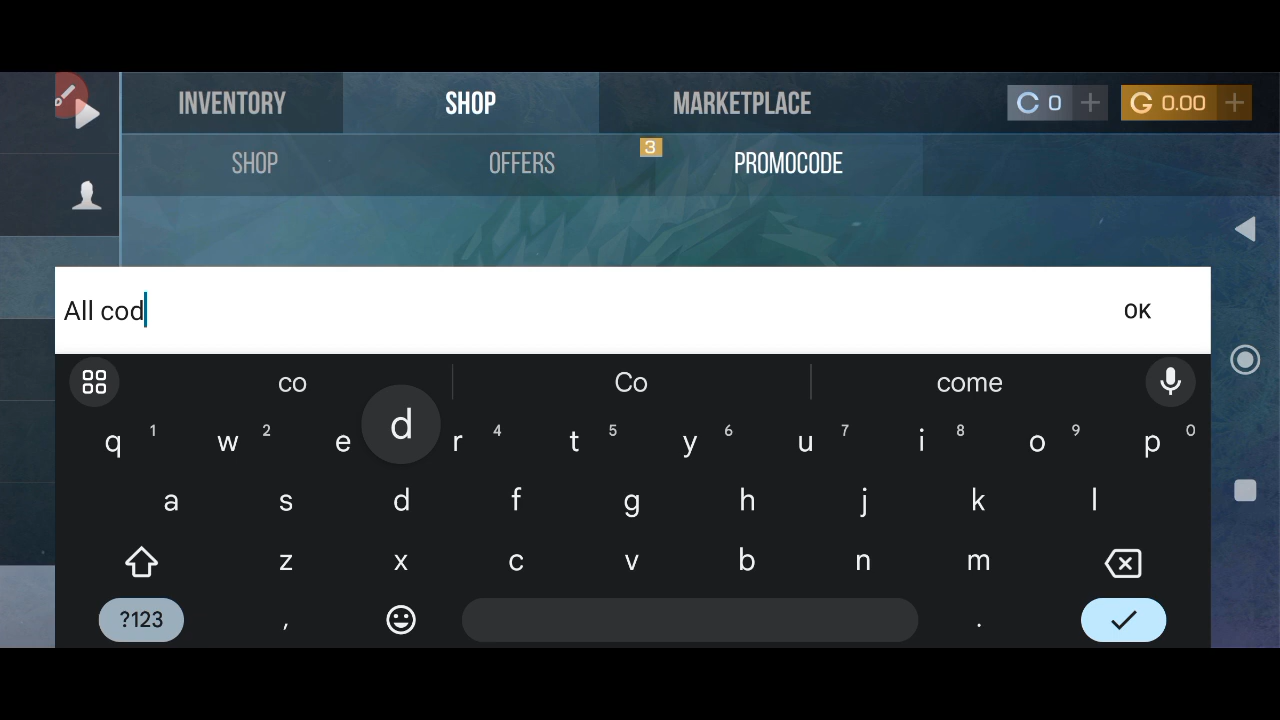 INVENTORY SHOP MARKETPLACE C 0 + G 0.00 +
SHOP OFFERS 3 PROMOCODE
All cod OK
co Co come
d
q 1 w 2 e r 4 t 5 y 6 u 7 i 8 o 9 p 0
a s d f g h j k l
z x c v b n m
?123 , .